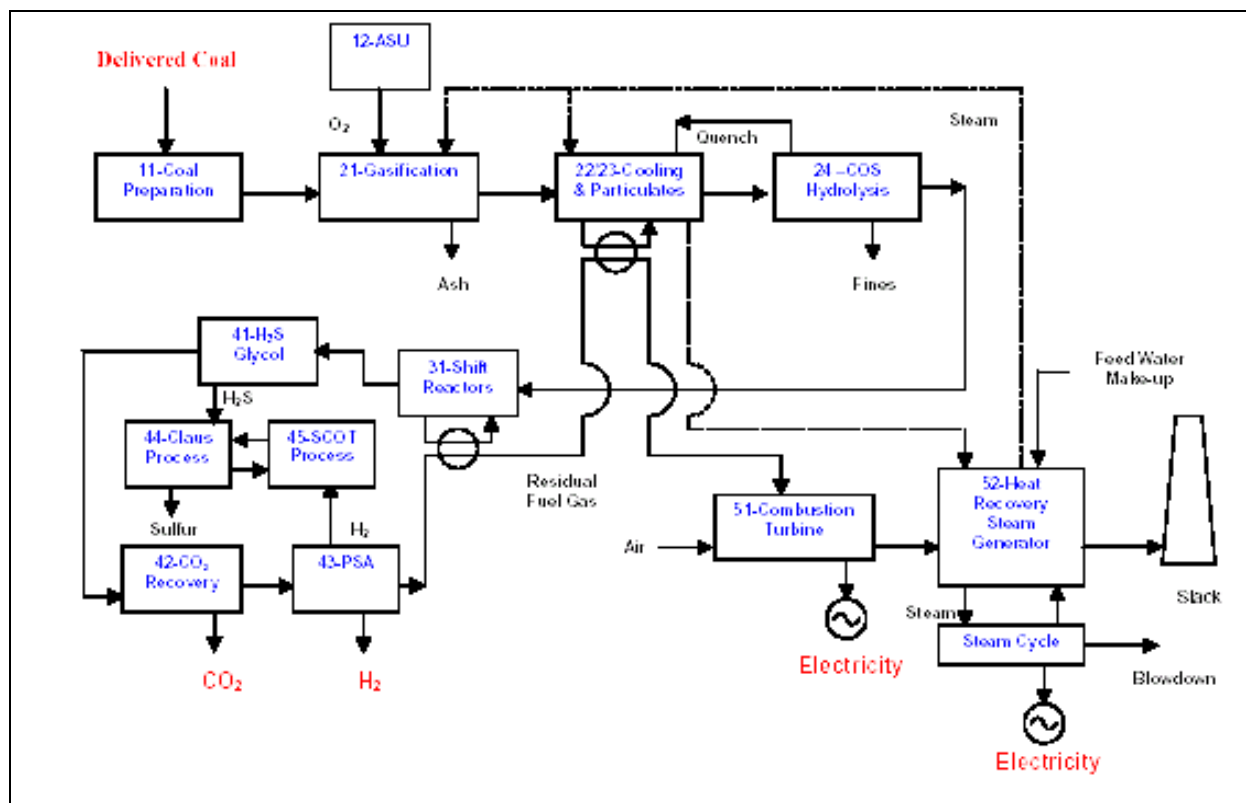 Delivered Coal
12-ASU
O₂
Steam
Quench
11-Coal
Preparation
21-Gasification
22/23-Cooling
& Particulates
24 –COS
Hydrolysis
Ash
Fines
41-H₂S
Glycol
31-Shift
Reactors
Feed Water
Make-up
H₂S
44-Claus
Process
45-SCOT
Process
Residual
Fuel Gas
52-Heat
Recovery
Steam
Generator
51-Combustion
Turbine
Sulfur
H₂
Air
42-CO₂
Recovery
43-PSA
Stack
Steam
Steam Cycle
Electricity
Blowdown
CO₂
H₂
Electricity